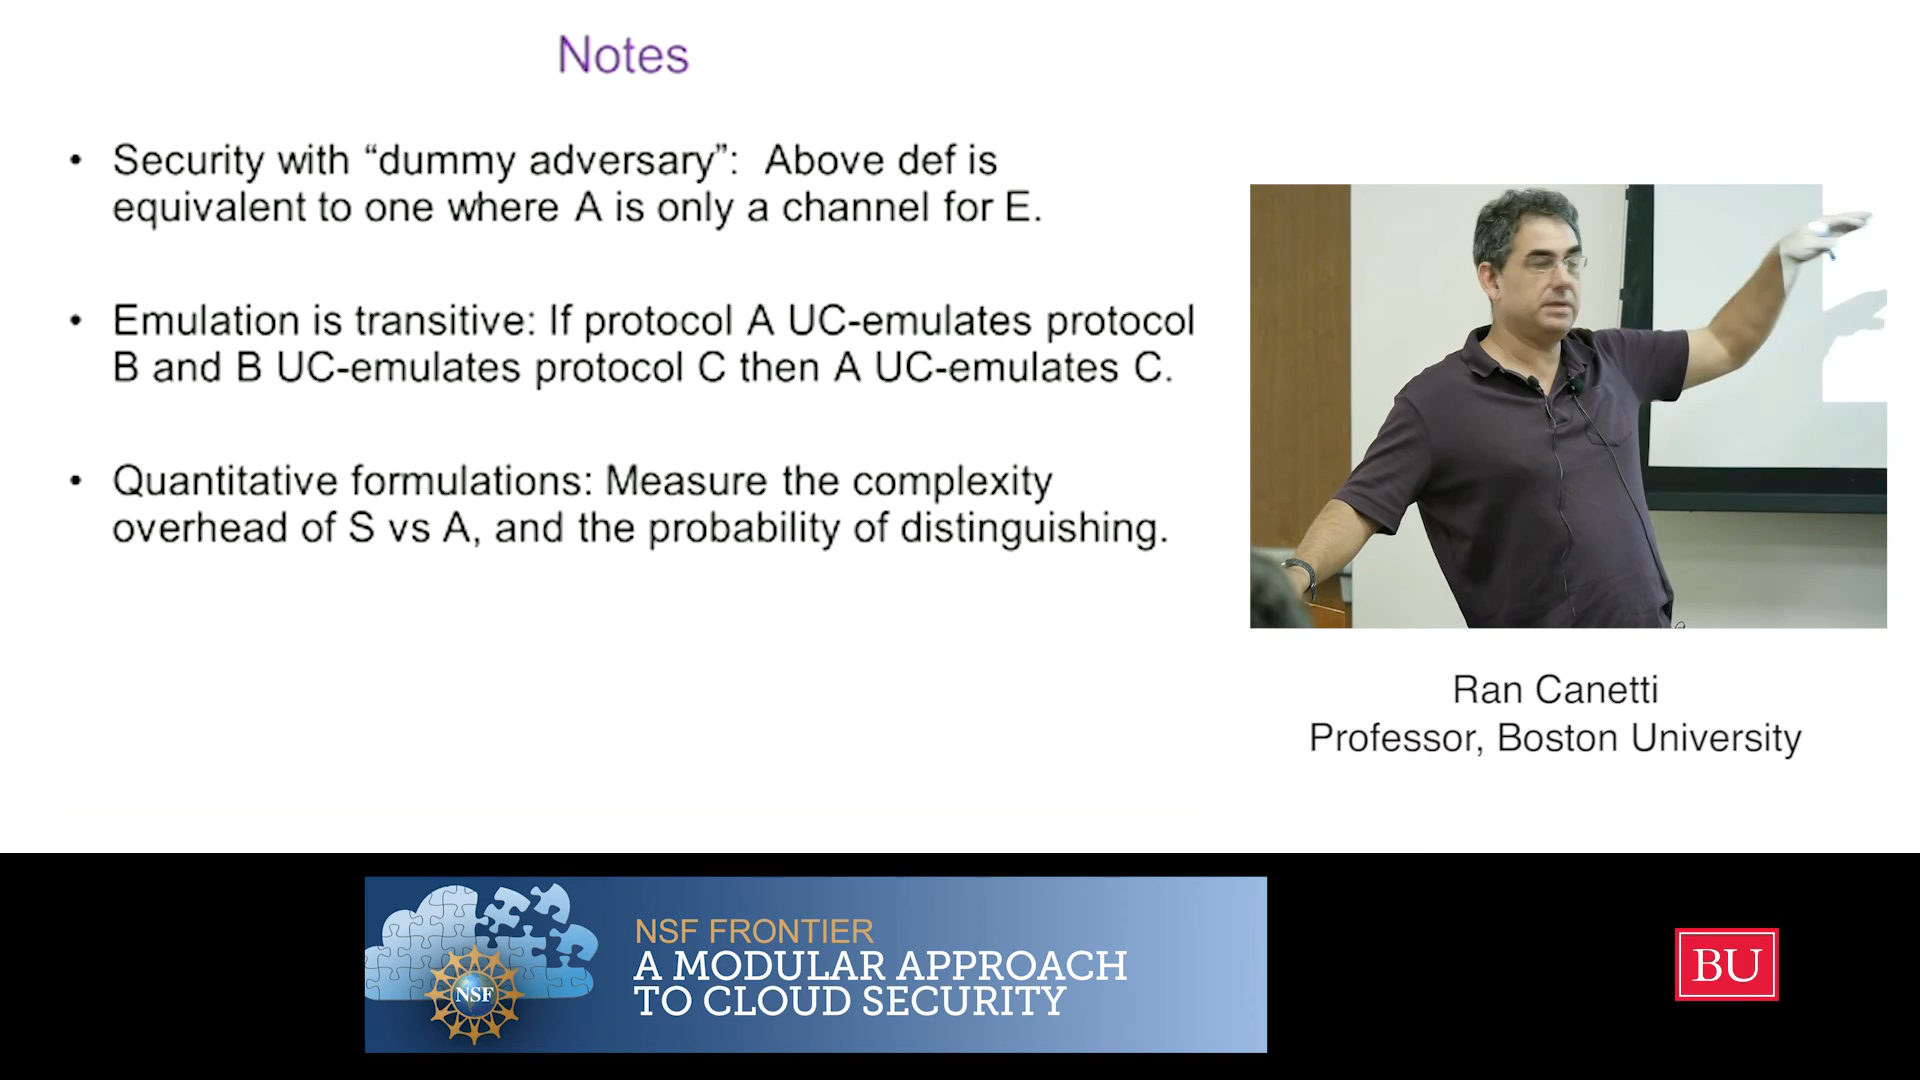 Notes
• Security with “dummy adversary”: Above def is
equivalent to one where A is only a channel for E.
• Emulation is transitive: If protocol A UC-emulates protocol
B and B UC-emulates protocol C then A UC-emulates C.
• Quantitative formulations: Measure the complexity
overhead of S vs A, and the probability of distinguishing.
Ran Canetti
Professor, Boston University
NSF
NSF FRONTIER
A MODULAR APPROACH
TO CLOUD SECURITY
BU